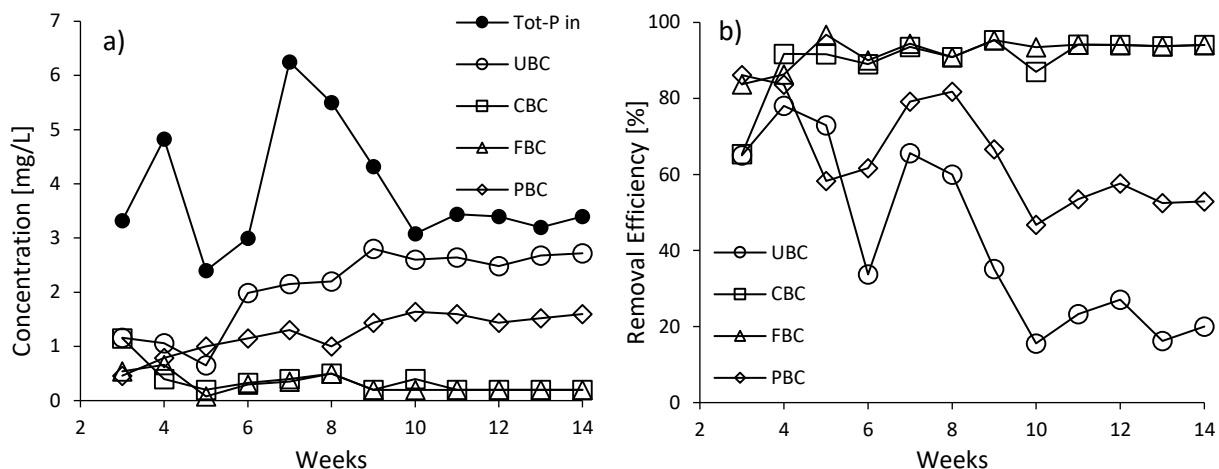 a)
Concentration [mg/L]
7
6
5
4
3
2
1
0
2 4 6 8 10 12 14
Weeks
Tot-P in
UBC
CBC
FBC
PBC
b)
Removal Efficiency [%]
100
80
60
40
20
0
2 4 6 8 10 12 14
Weeks
UBC
CBC
FBC
PBC